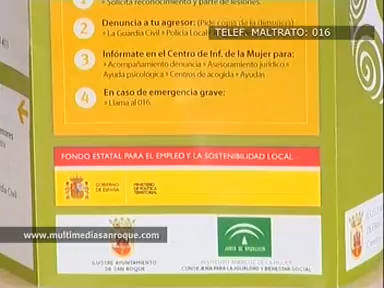 1 » Solicita reconocimiento y parte de lesiones.
2 Denuncia a tu agresor: (Pide copia de la denuncia)
» La Guardia Civil » Policía Local
TELEF. MALTRATO: 016
3 Infórmate en el Centro de Inf. de la Mujer para:
» Acompañamiento denuncia » Asesoramiento jurídico »
Ayuda psicológica » Centros de acogida » Ayudas
4 En caso de emergencia grave:
» Llama al 016.
FONDO ESTATAL PARA EL EMPLEO Y LA SOSTENIBILIDAD LOCAL
GOBIERNO
DE ESPAÑA
MINISTERIO
DE POLÍTICA
TERRITORIAL
www.multimediasanroque.com
ILUSTRE AYUNTAMIENTO
DE SAN ROQUE
JUNTA DE ANDALUCIA
INSTITUTO ANDALUZ DE LA MUJER
CONSEJERÍA PARA LA IGUALDAD Y BIENESTAR SOCIAL